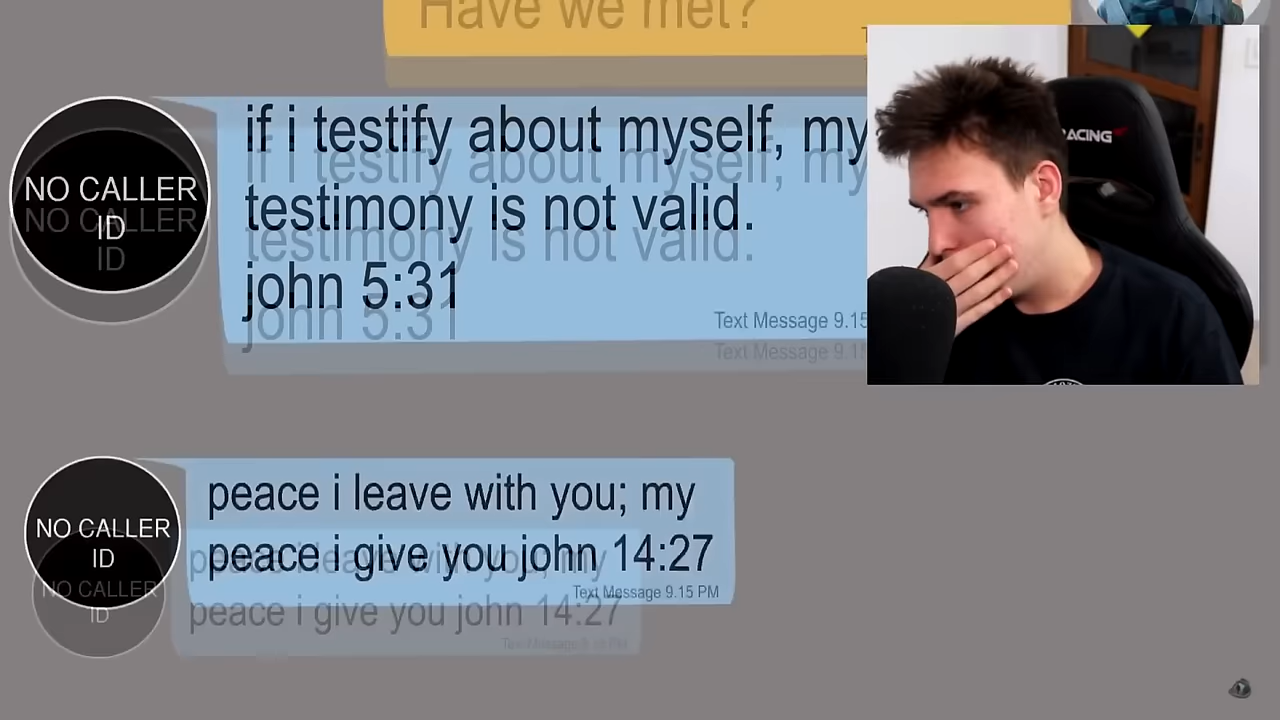 Have we met?
if i testify about myself, my
testimony is not valid.
john 5:31
Text Message 9.15
NO CALLER
ID
peace i leave with you; my
peace i give you john 14:27
Text Message 9.15 PM
NO CALLER
ID
RACING